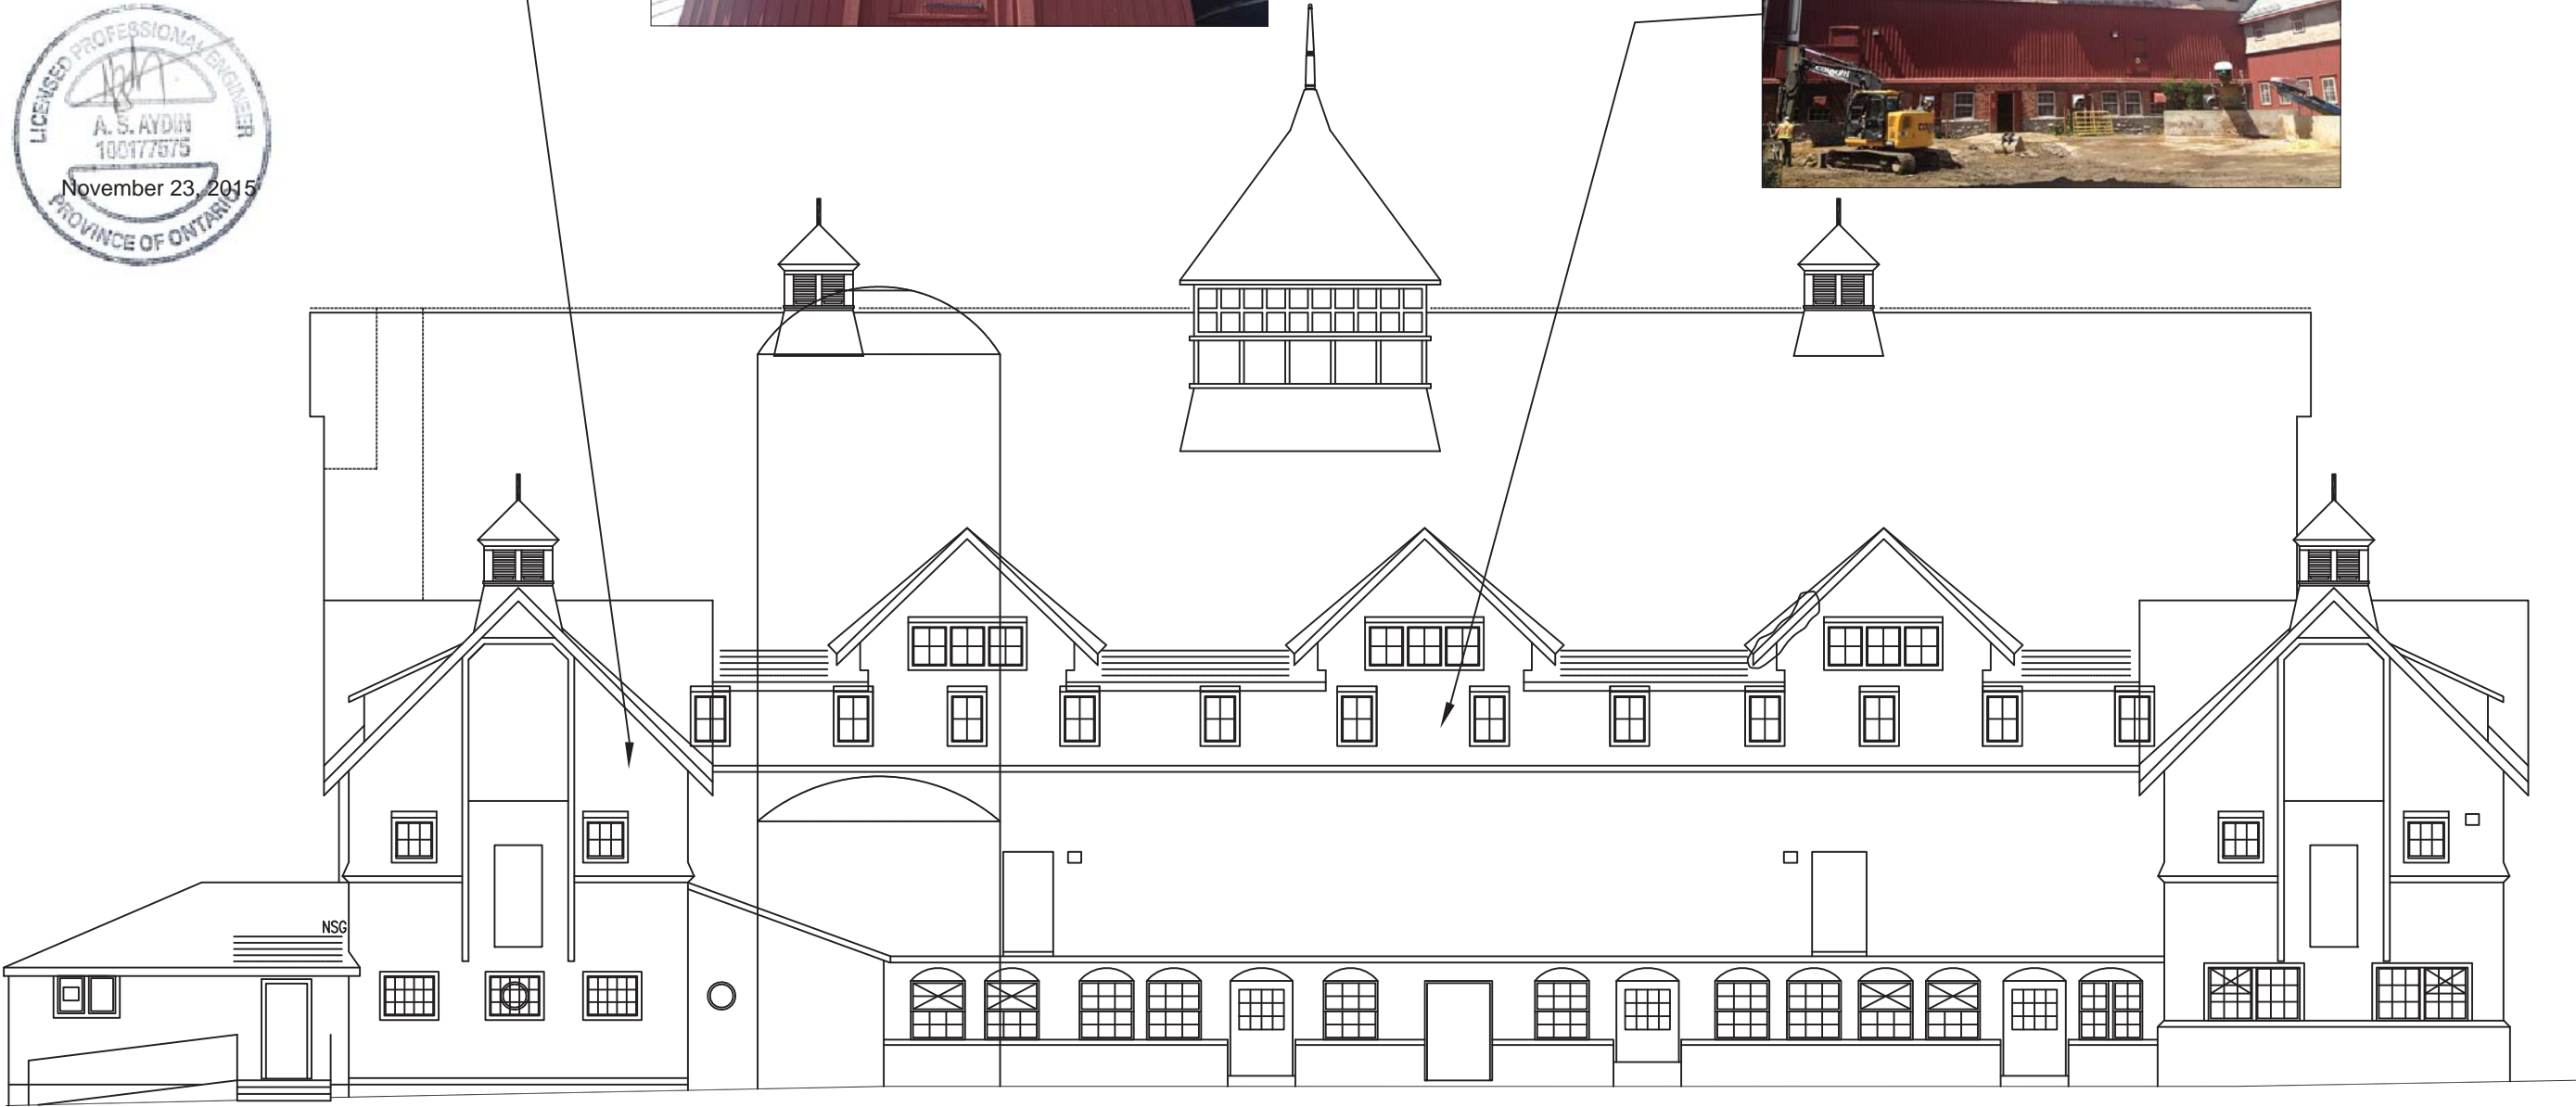 LICENSED PROFESSIONAL ENGINEER
A. S. AYDIN
100177575
November 23, 2015
PROVINCE OF ONTARIO
NSG